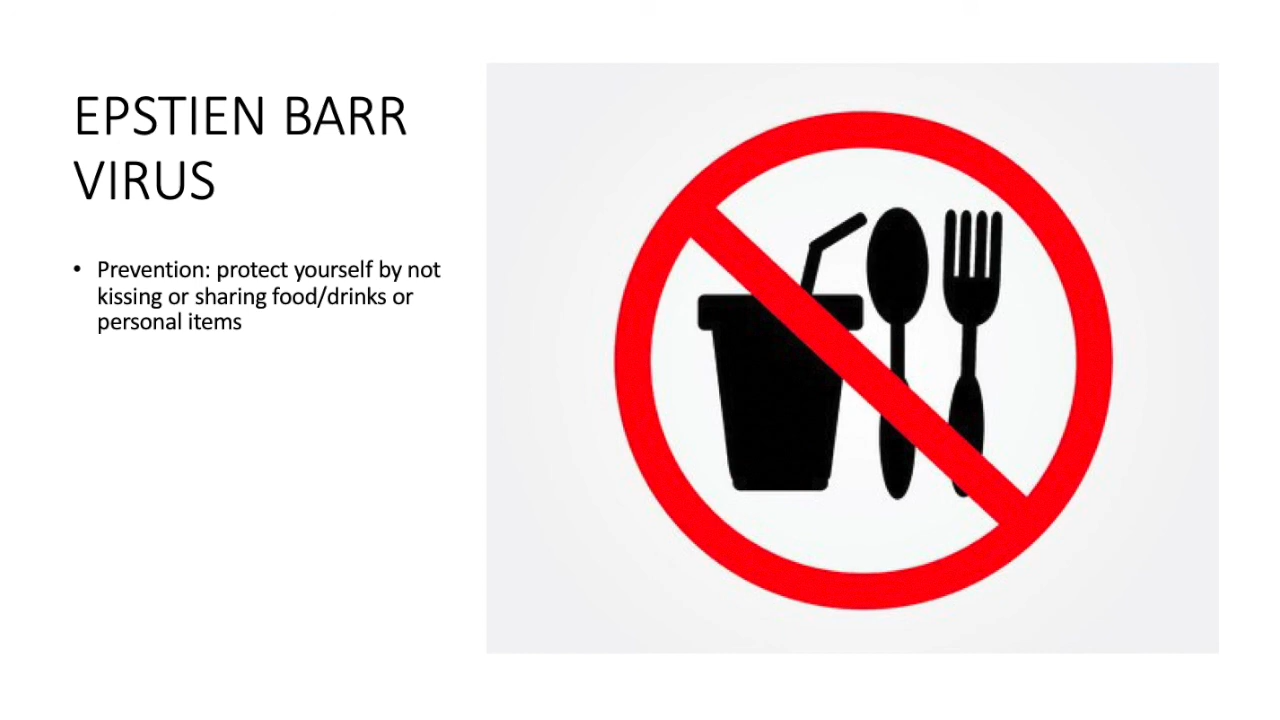 EPSTIEN BARR
VIRUS
• Prevention: protect yourself by not
kissing or sharing food/drinks or
personal items